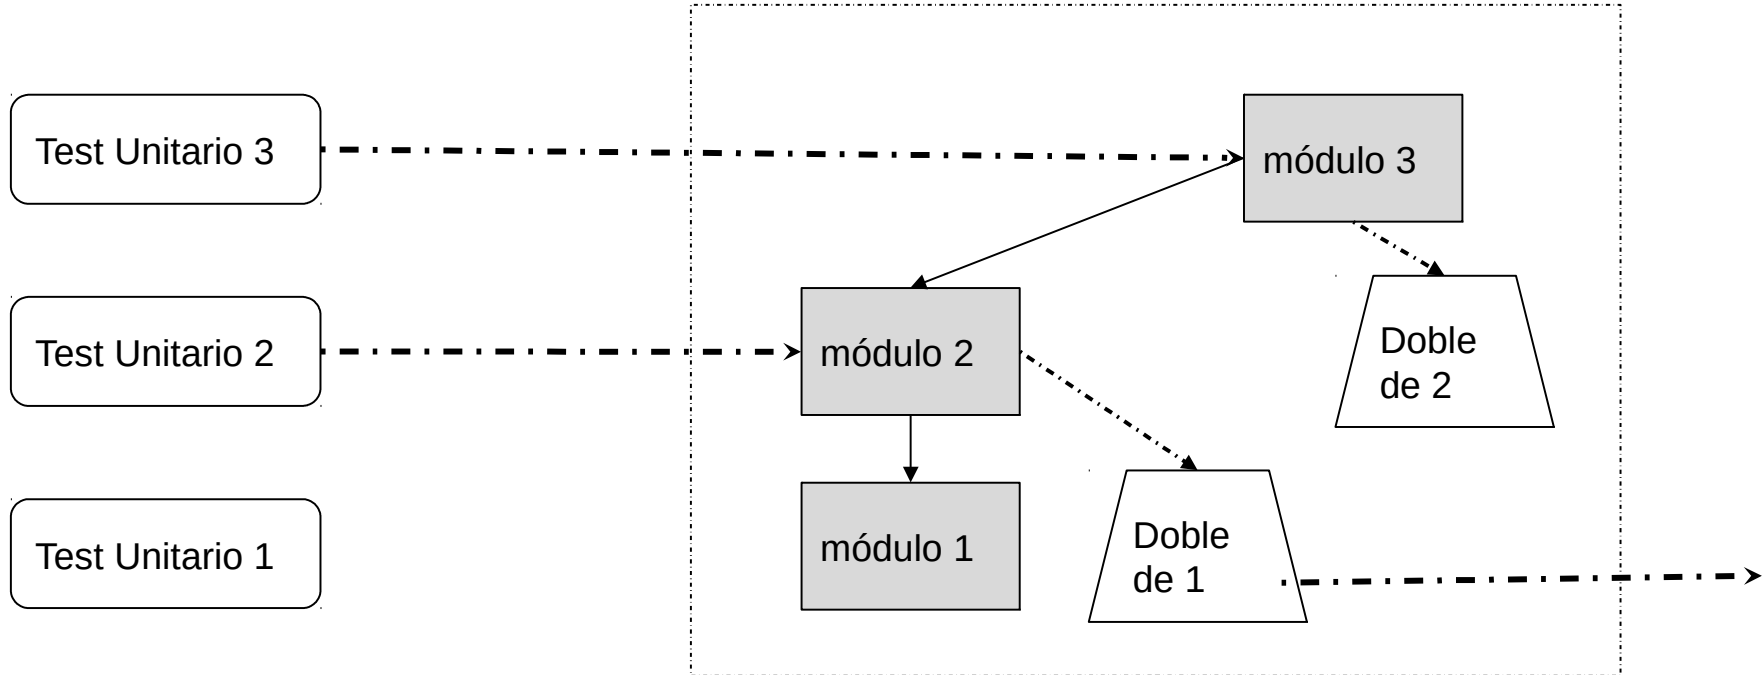 Test Unitario 3
módulo 3
Test Unitario 2
módulo 2
Doble
de 2
Test Unitario 1
módulo 1
Doble
de 1